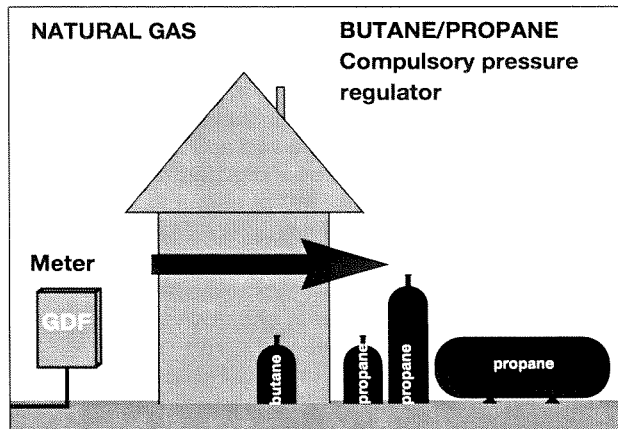 NATURAL GAS
BUTANE/PROPANE
Compulsory pressure
regulator
Meter
GDF
butane
propane
propane
propane